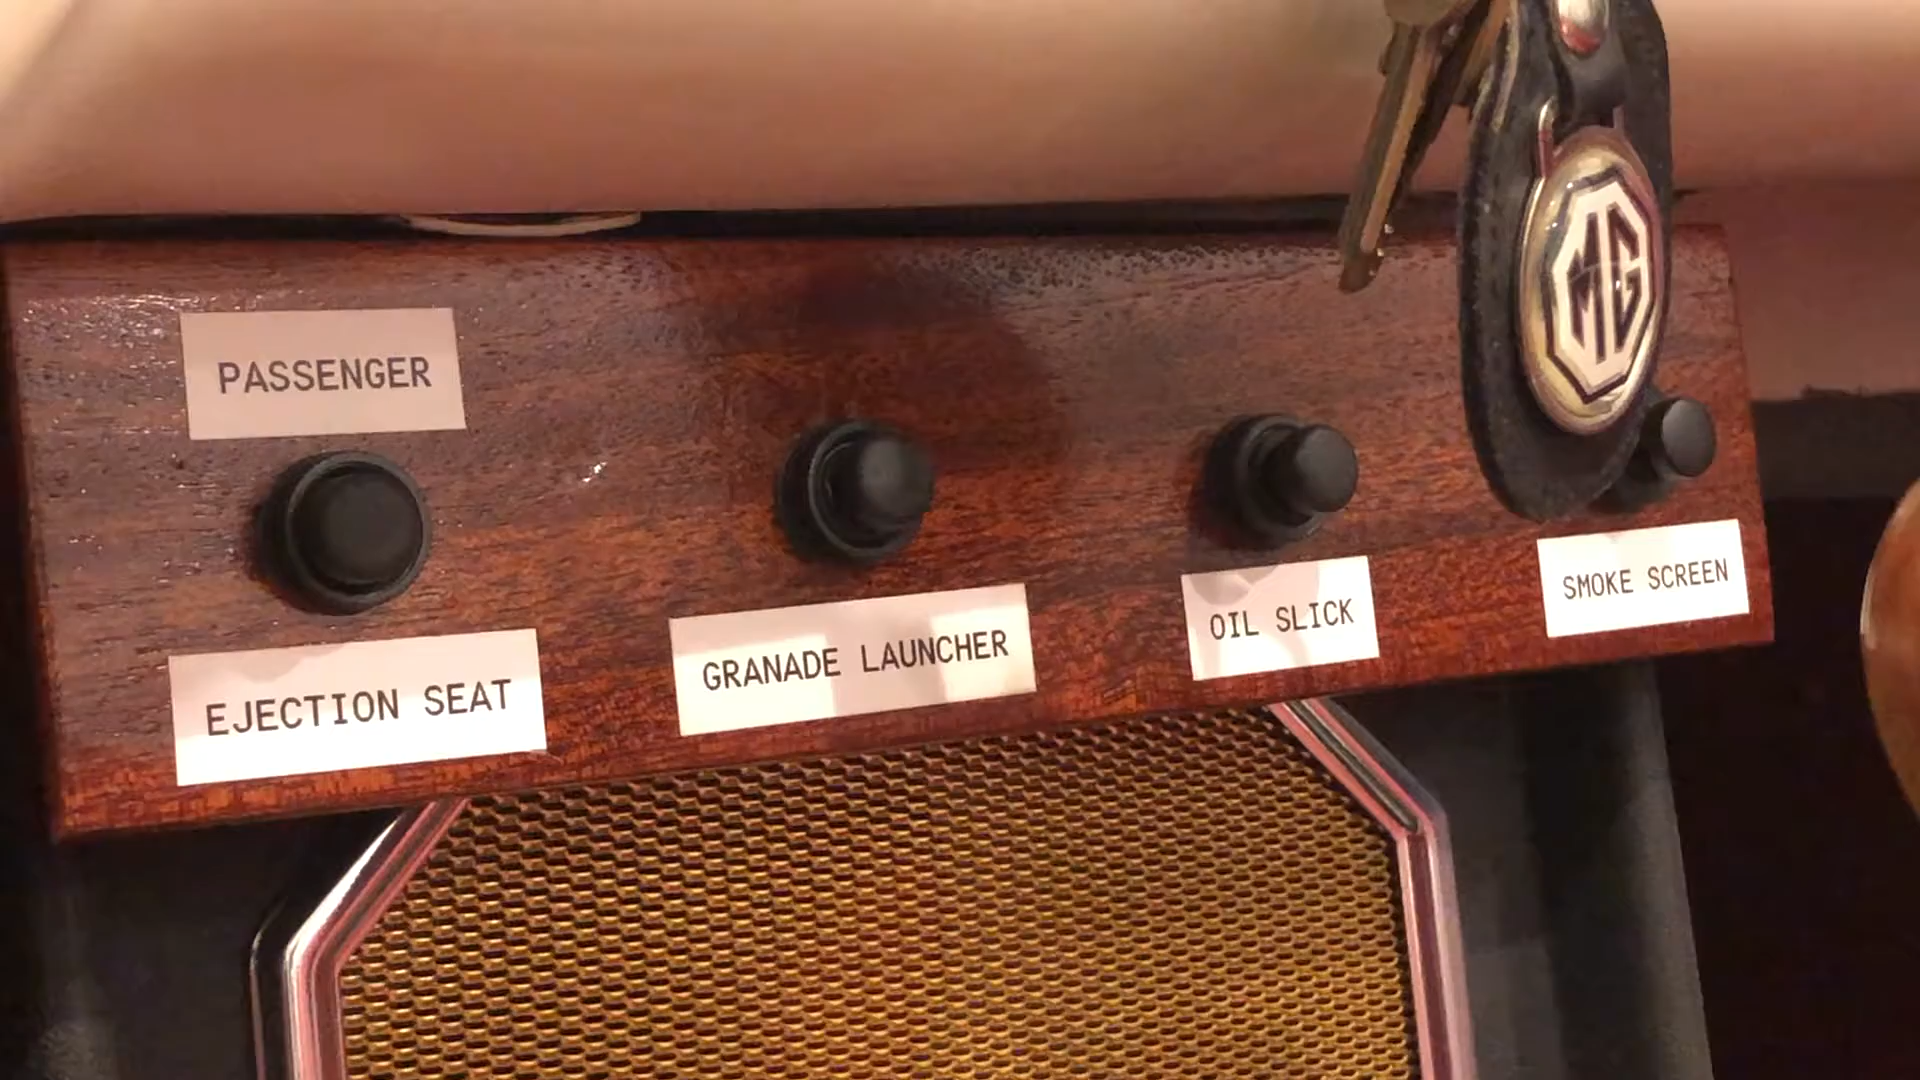 PASSENGER
EJECTION SEAT
GRANADE LAUNCHER
OIL SLICK
SMOKE SCREEN
MG